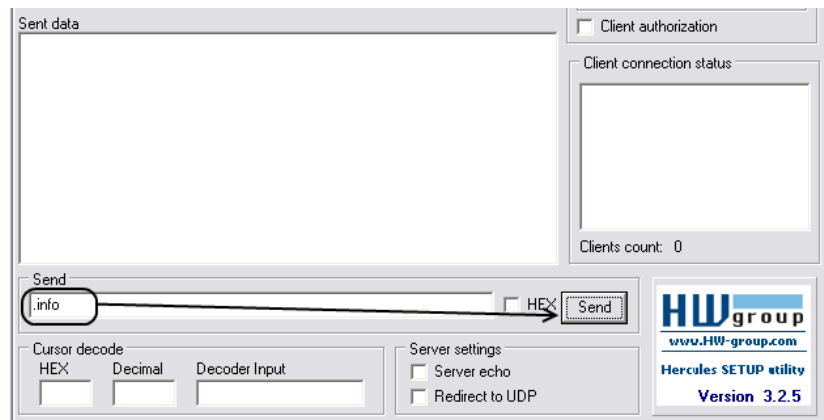 Sent data
Client authorization
Client connection status
Clients count: 0
Send
.info
HEX
Send
HWgroup
www.HW-group.com
Hercules SETUP utility
Version 3.2.5
Cursor decode
HEX Decimal Decoder Input
Server settings
Server echo
Redirect to UDP